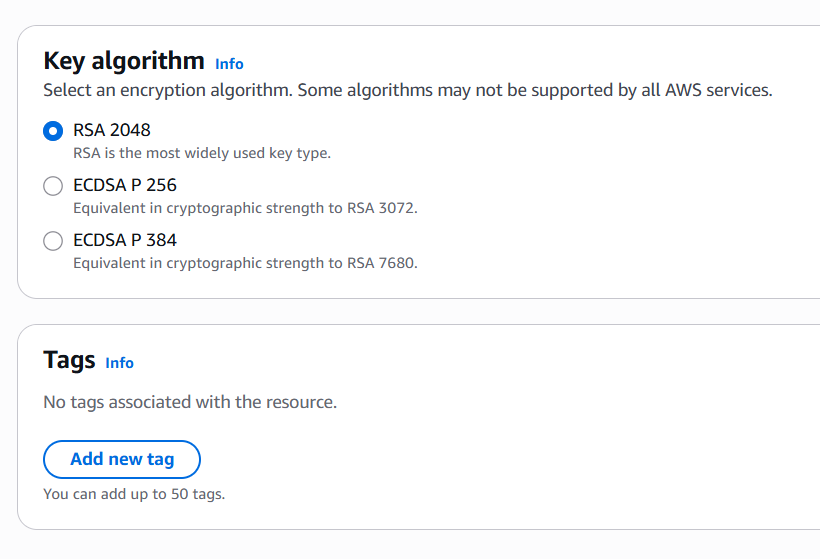 Key algorithm Info
Select an encryption algorithm. Some algorithms may not be supported by all AWS services.
RSA 2048
RSA is the most widely used key type.
ECDSA P 256
Equivalent in cryptographic strength to RSA 3072.
ECDSA P 384
Equivalent in cryptographic strength to RSA 7680.
Tags Info
No tags associated with the resource.
Add new tag
You can add up to 50 tags.